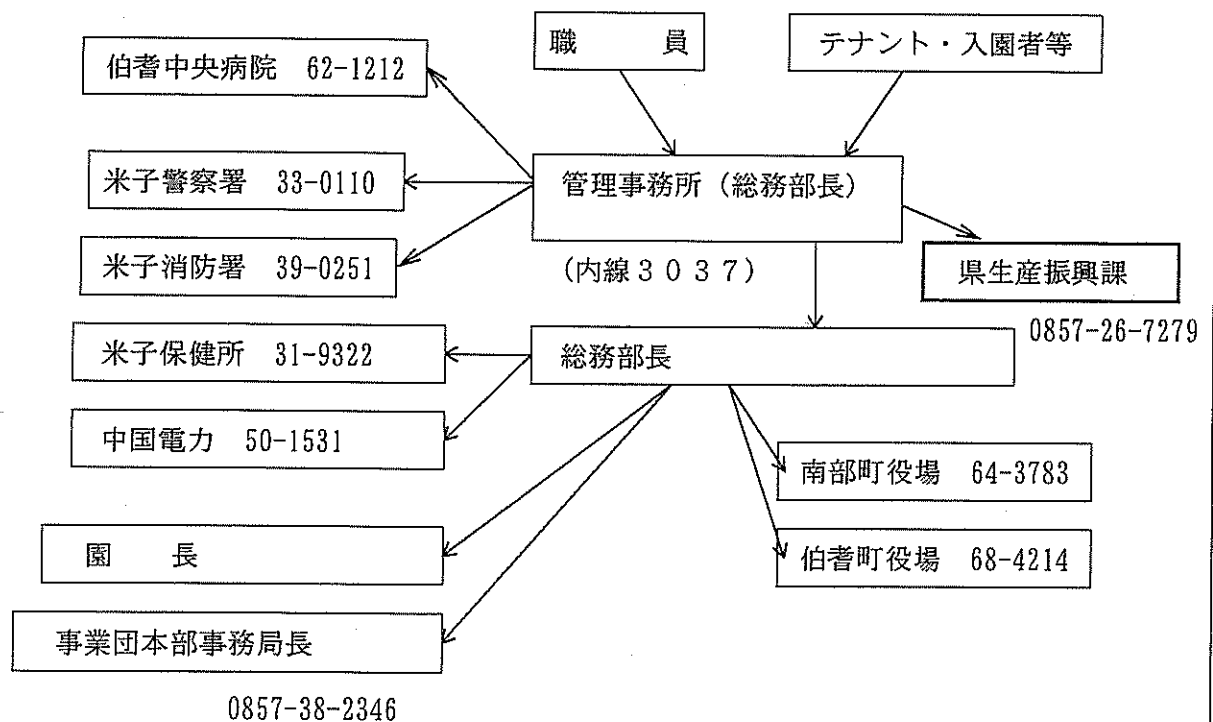 職　　員
テナント・入園者等
伯耆中央病院　62-1212
米子警察署　33-0110
管理事務所（総務部長）
米子消防署　39-0251
（内線３０３７）
県生産振興課
0857-26-7279
米子保健所　31-9322
総務部長
中国電力　50-1531
南部町役場　64-3783
園　　長
伯耆町役場　68-4214
事業団本部事務局長
0857-38-2346